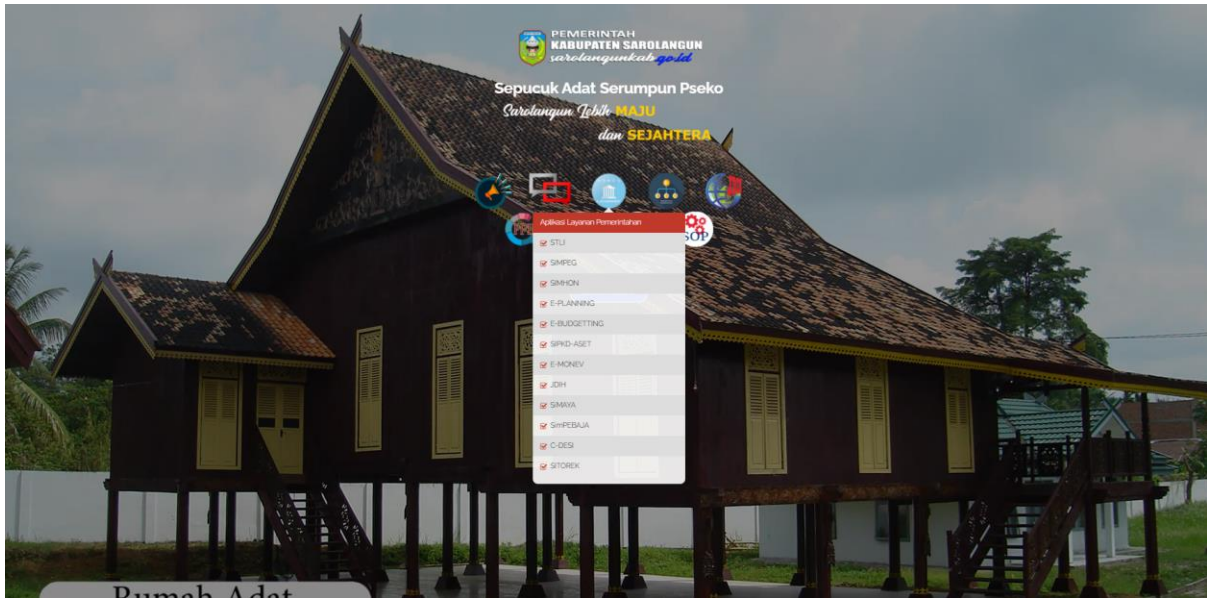 PEMERINTAH
KABUPATEN SAROLANGUN
sarolangunkab.go.id
Sepucuk Adat Serumpun Pseko
Sarolangun Lebih MAJU
dan SEJAHTERA
Aplikasi Layanan Pemerintahan
SOP
STLI
SIMPEG
SIMHON
E-PLANNING
E-BUDGETTING
SIPKD-ASET
E-MONEV
JDIH
SIMAYA
SimPEBAJA
C-DESI
SITOREK
Rumah Adat